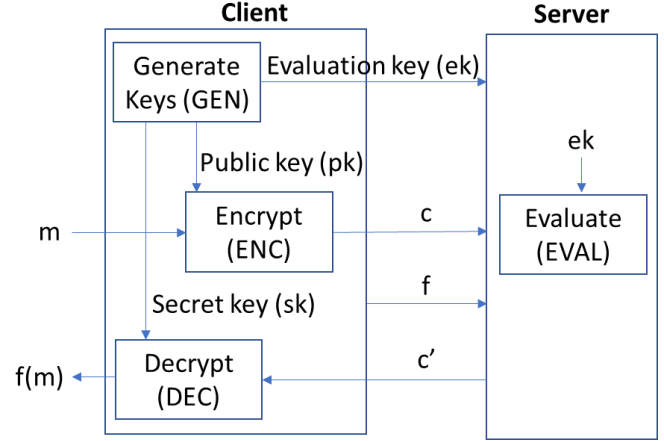 Client
Server
Generate
Keys (GEN)
Evaluation key (ek)
Public key (pk)
ek
m
Encrypt
(ENC)
c
Evaluate
(EVAL)
f
Secret key (sk)
f(m)
Decrypt
(DEC)
c’